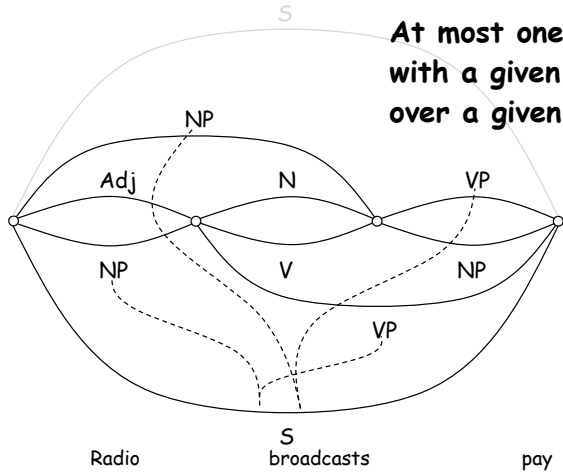 S
At most one
with a given
over a given
NP
Adj N VP
NP V NP
VP
S
Radio broadcasts pay